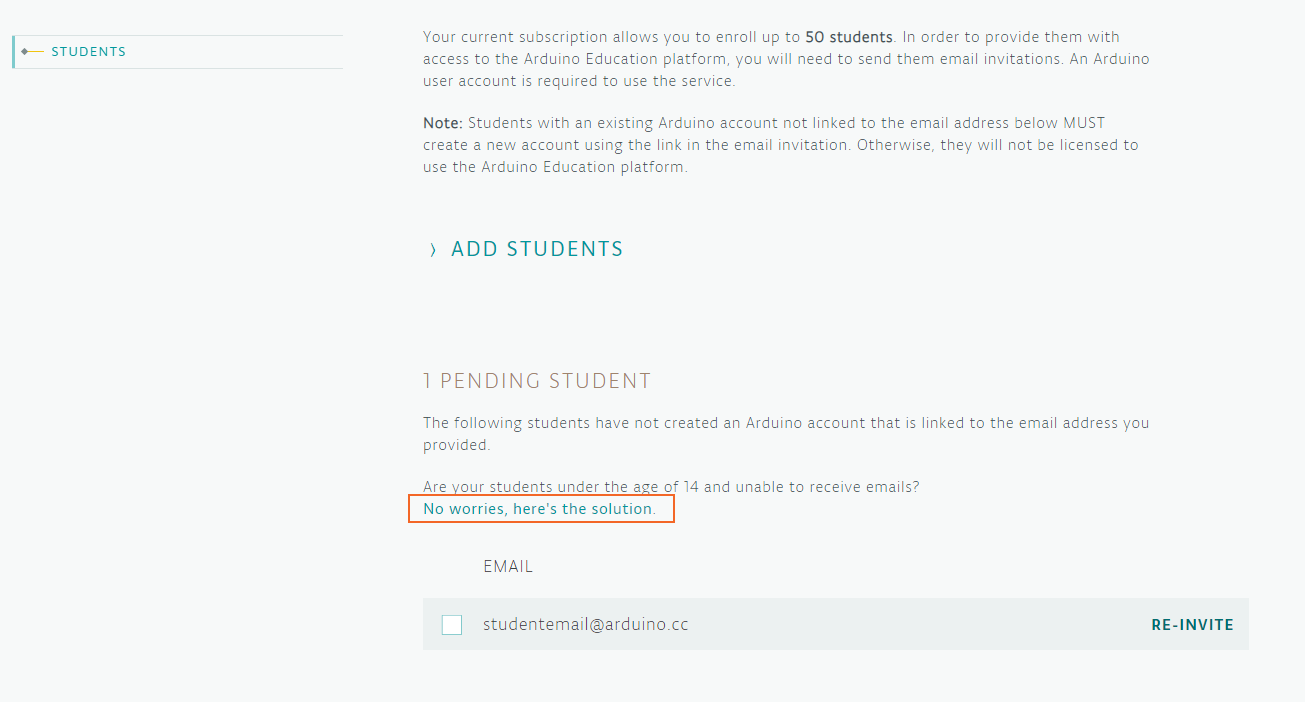 STUDENTS
Your current subscription allows you to enroll up to 50 students. In order to provide them with
access to the Arduino Education platform, you will need to send them email invitations. An Arduino
user account is required to use the service.
Note: Students with an existing Arduino account not linked to the email address below MUST
create a new account using the link in the email invitation. Otherwise, they will not be licensed to
use the Arduino Education platform.
ADD STUDENTS
1 PENDING STUDENT
The following students have not created an Arduino account that is linked to the email address you
provided.
Are your students under the age of 14 and unable to receive emails?
No worries, here's the solution.
EMAIL
studentemail@arduino.cc
RE-INVITE